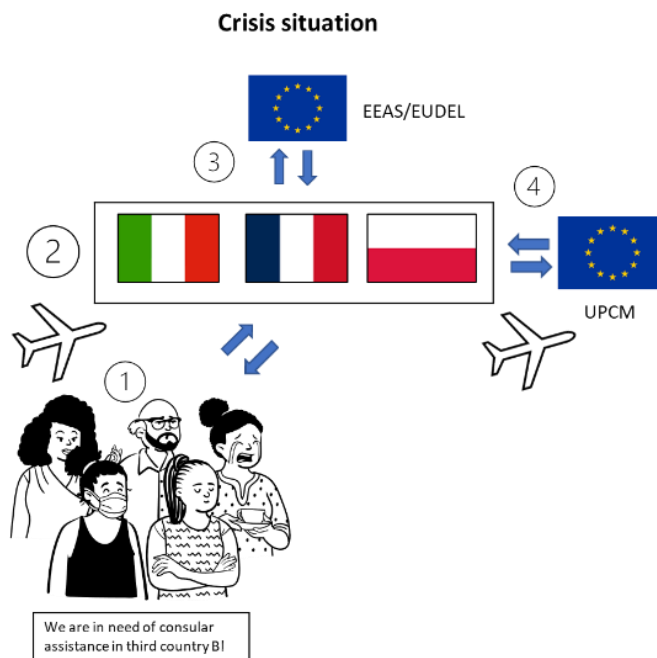 Crisis situation
EEAS/EUDEL
3
4
2
UPCM
1
We are in need of consular
assistance in third country B!